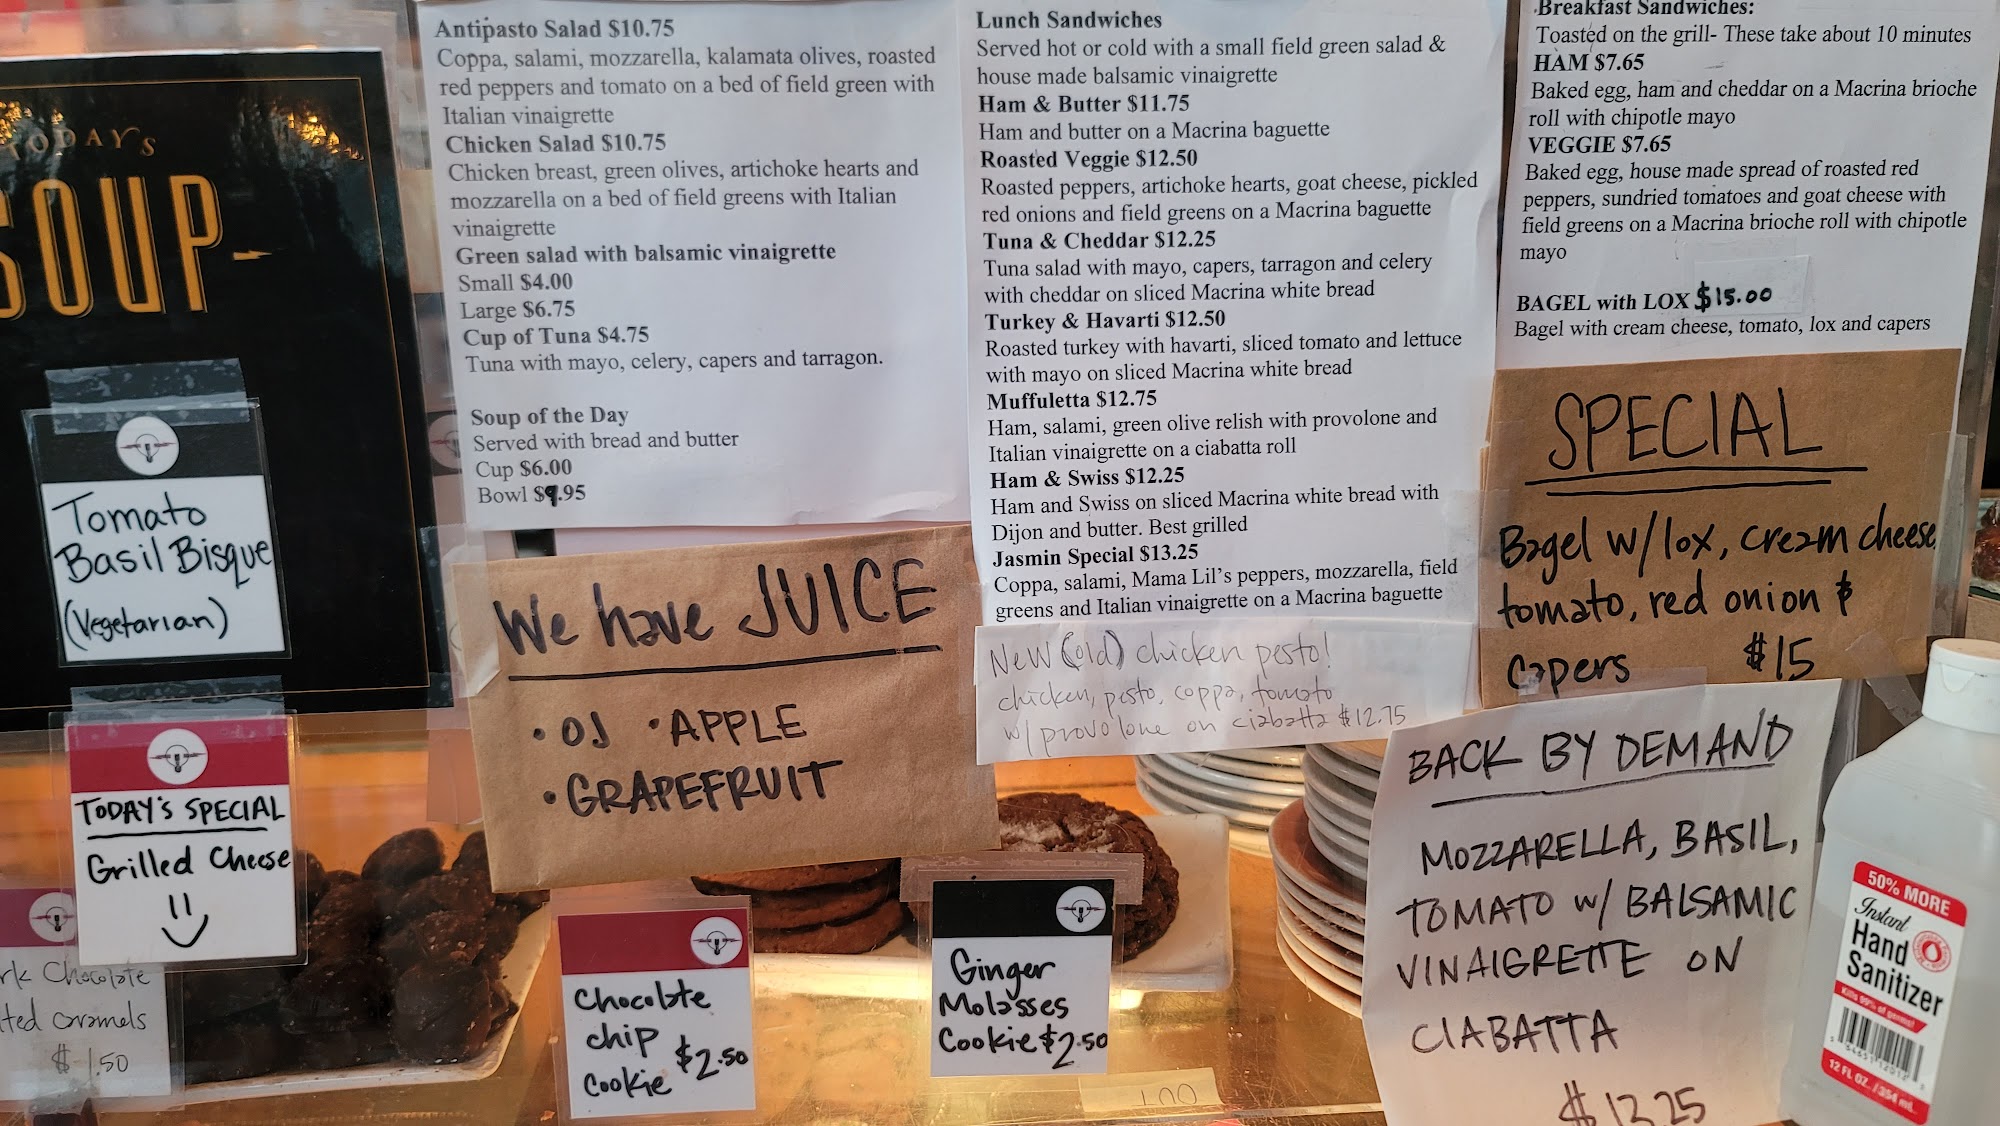 TODAY'S
SOUP
Tomato
Basil Bisque
(Vegetarian)
TODAY'S SPECIAL
Grilled Cheese
Chocolate
Caramels
$1.50
Antipasto Salad $10.75
Coppa, salami, mozzarella, kalamata olives, roasted
red peppers and tomato on a bed of field green with
Italian vinaigrette
Chicken Salad $10.75
Chicken breast, green olives, artichoke hearts and
mozzarella on a bed of field greens with Italian
vinaigrette
Green salad with balsamic vinaigrette
Small $4.00
Large $6.75
Cup of Tuna $4.75
Tuna with mayo, celery, capers and tarragon.
Soup of the Day
Served with bread and butter
Cup $6.00
Bowl $9.95
We have JUICE
• OJ • APPLE
• GRAPEFRUIT
Chocolate
chip
cookie $2.50
Ginger
Molasses
Cookie $2.50
Lunch Sandwiches
Served hot or cold with a small field green salad &
house made balsamic vinaigrette
Ham & Butter $11.75
Ham and butter on a Macrina baguette
Roasted Veggie $12.50
Roasted peppers, artichoke hearts, goat cheese, pickled
red onions and field greens on a Macrina baguette
Tuna & Cheddar $12.25
Tuna salad with mayo, capers, tarragon and celery
with cheddar on sliced Macrina white bread
Turkey & Havarti $12.50
Roasted turkey with havarti, sliced tomato and lettuce
with mayo on sliced Macrina white bread
Muffuletta $12.75
Ham, salami, green olive relish with provolone and
Italian vinaigrette on a ciabatta roll
Ham & Swiss $12.25
Ham and Swiss on sliced Macrina white bread with
Dijon and butter. Best grilled
Jasmin Special $13.25
Coppa, salami, Mama Lil's peppers, mozzarella, field
greens and Italian vinaigrette on a Macrina baguette
New (old) chicken pesto!
chicken, pesto, coppa, tomato
w/ provolone on ciabatta $12.75
Breakfast Sandwiches:
Toasted on the grill- These take about 10 minutes
HAM $7.65
Baked egg, ham and cheddar on a Macrina brioche
roll with chipotle mayo
VEGGIE $7.65
Baked egg, house made spread of roasted red
peppers, sundried tomatoes and goat cheese with
field greens on a Macrina brioche roll with chipotle
mayo
BAGEL with LOX $15.00
Bagel with cream cheese, tomato, lox and capers
SPECIAL
Bagel w/ lox, cream cheese
tomato, red onion &
capers $15
BACK BY DEMAND
MOZZARELLA, BASIL,
TOMATO w/ BALSAMIC
VINAIGRETTE ON
CIABATTA
$13.25
50% MORE
Instant
Hand
Sanitizer
Kills 99% of germs!
12 FL OZ. / 354 mL